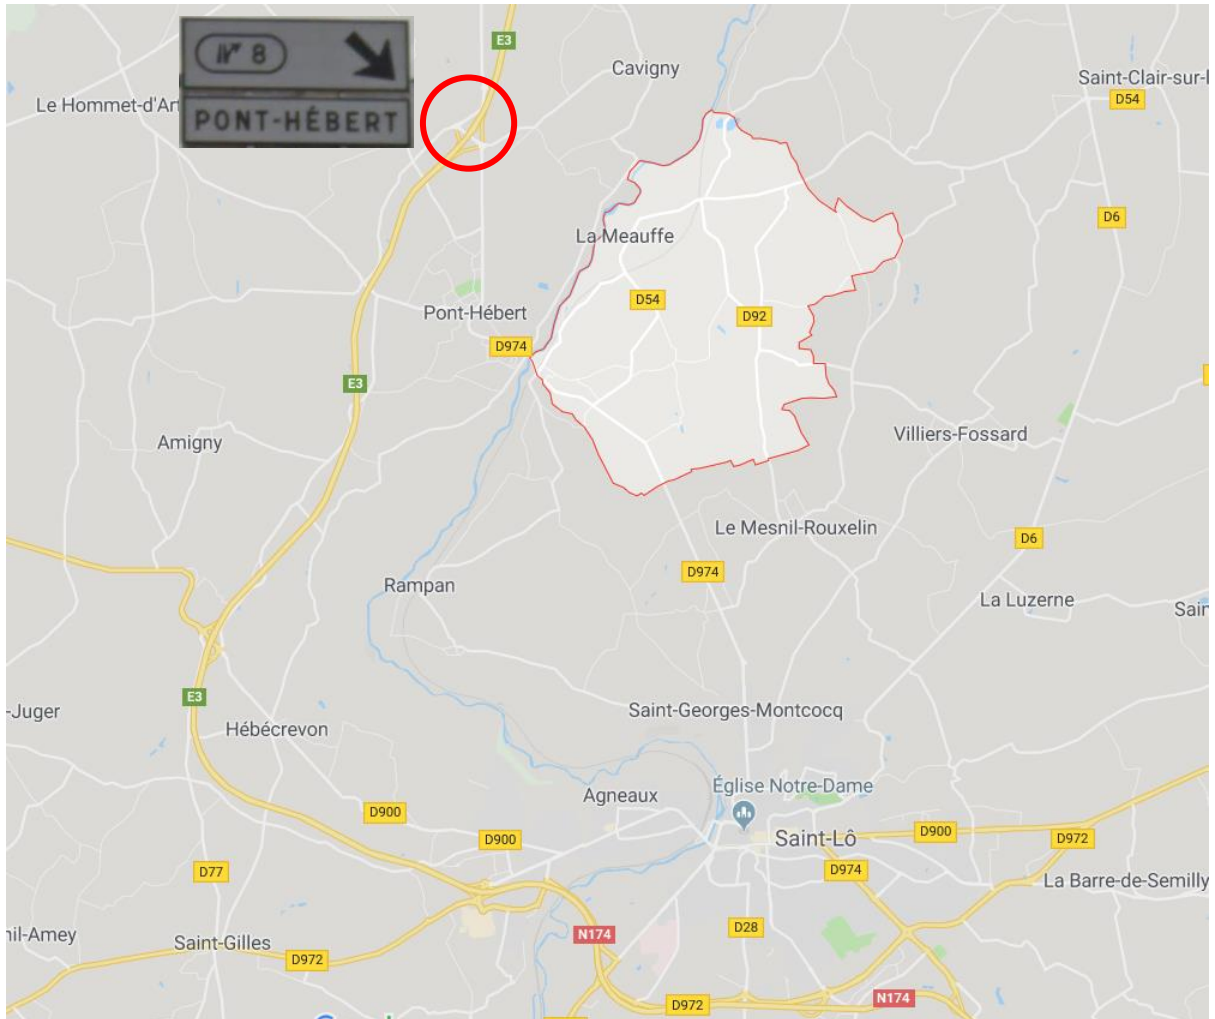 N° 8
PONT-HÉBERT
E3
Cavigny
Saint-Clair-sur-
D54
Le Hommet-d'Ar
D6
La Meauffe
D54
D92
Pont-Hébert
D974
E3
Amigny
Villiers-Fossard
Le Mesnil-Rouxelin
D6
D974
Rampan
La Luzerne
Sain
E3
-Juger
Hébécrevon
Saint-Georges-Montcocq
Église Notre-Dame
Agneaux
D900
D900
Saint-Lô
D900
D972
D77
D974
La Barre-de-Semilly
nil-Amey
Saint-Gilles
D972
N174
D28
D972
N174